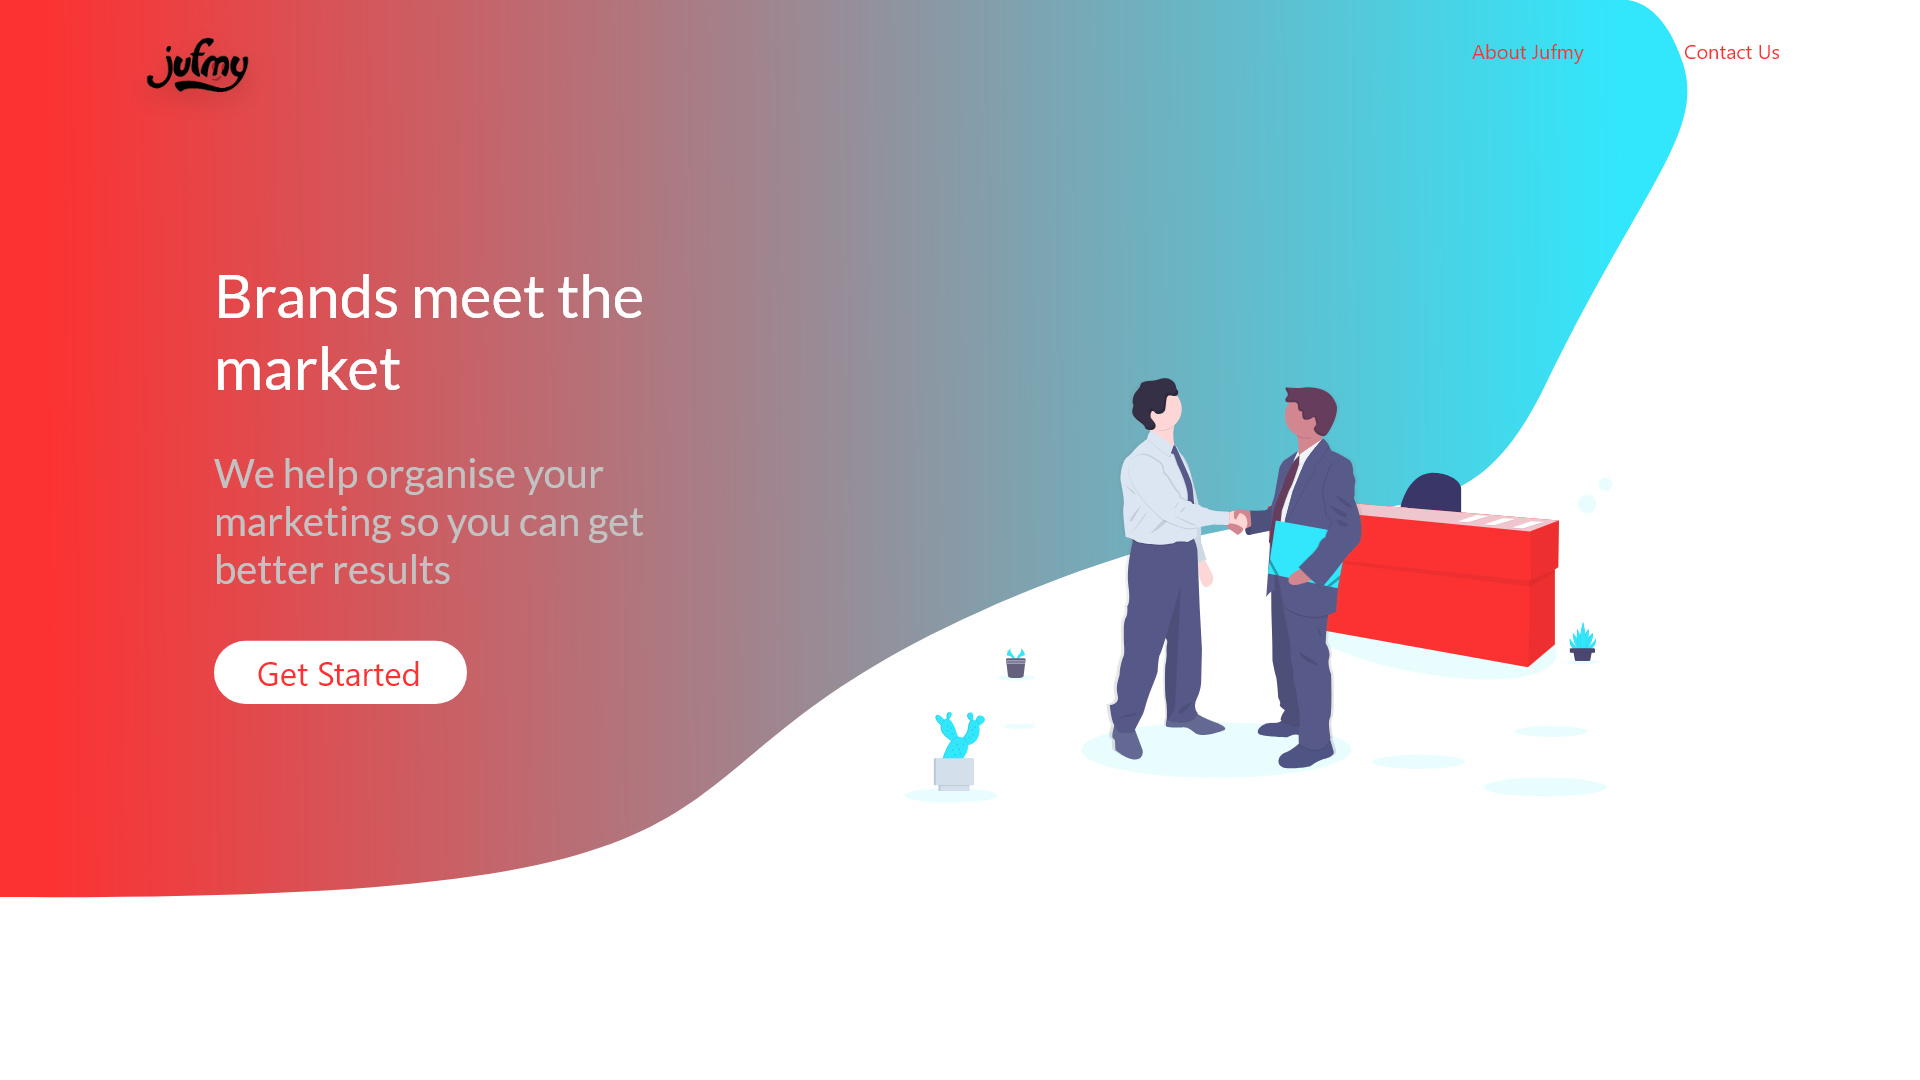 jufmy
About Jufmy
Contact Us
Brands meet the
market
We help organise your
marketing so you can get
better results
Get Started